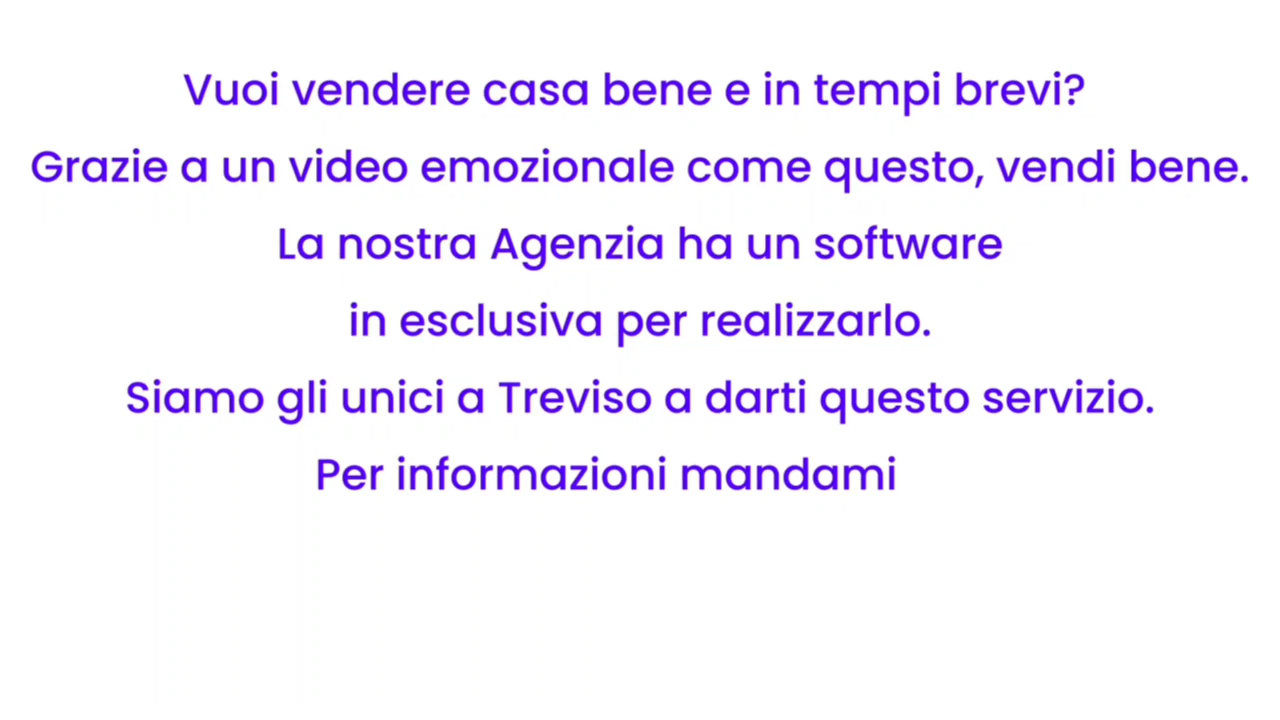 Vuoi vendere casa bene e in tempi brevi?
Grazie a un video emozionale come questo, vendi bene.
La nostra Agenzia ha un software
in esclusiva per realizzarlo.
Siamo gli unici a Treviso a darti questo servizio.
Per informazioni mandami